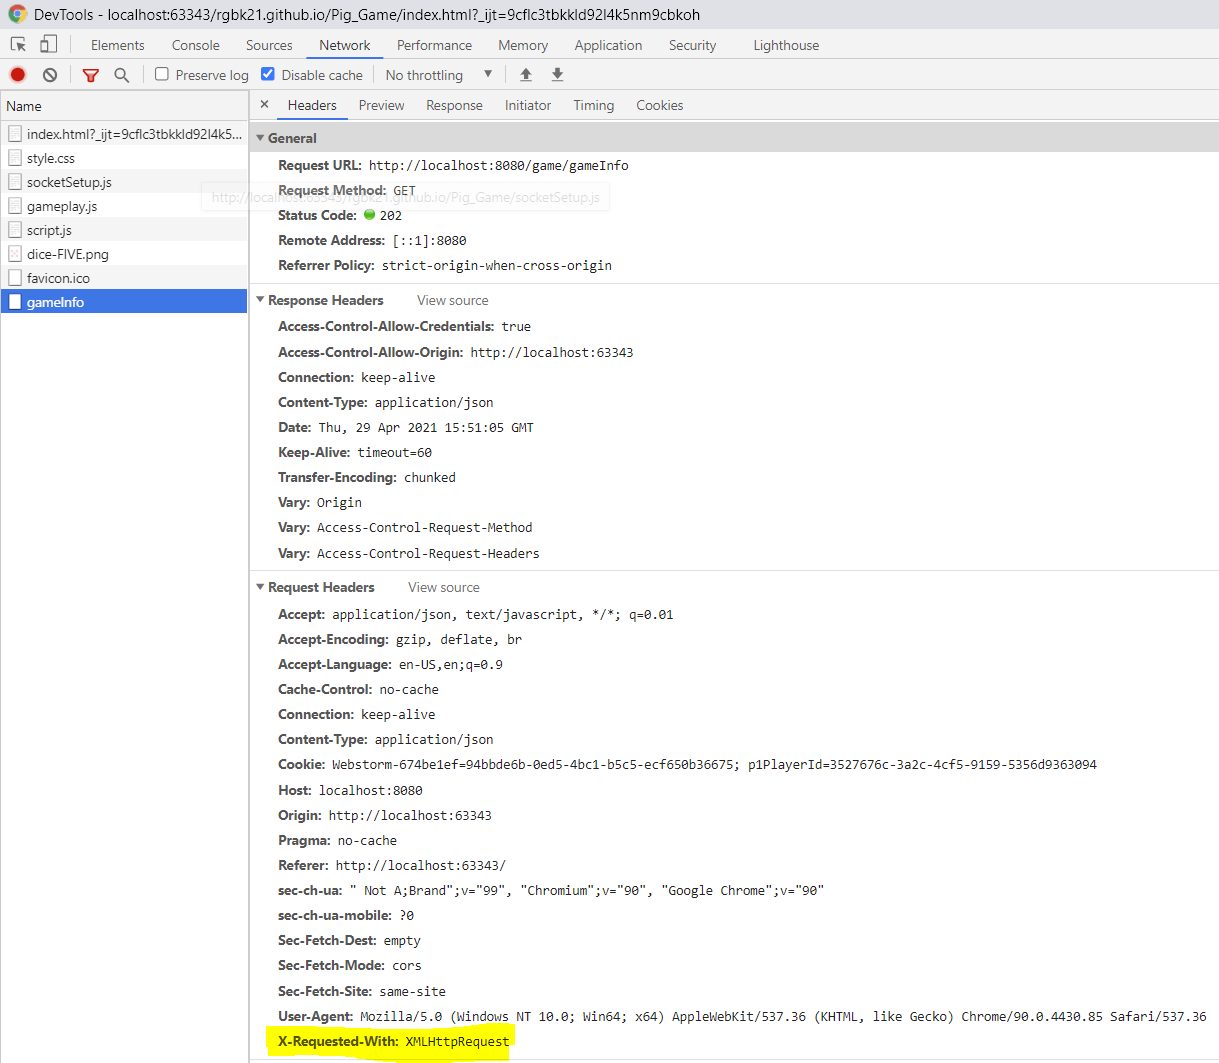 DevTools - localhost:63343/rgbk21.github.io/Pig_Game/index.html?_ijt=9cflc3tbkkld92l4k5nm9cbkoh
Elements Console Sources Network Performance Memory Application Security Lighthouse
Preserve log Disable cache No throttling
Name
index.html?_ijt=9cflc3tbkkld92l4k5...
style.css
socketSetup.js
gameplay.js
script.js
dice-FIVE.png
favicon.ico
gameInfo
× Headers Preview Response Initiator Timing Cookies
General
Request URL: http://localhost:8080/game/gameInfo
Request Method: GET
http://localhost:63343/rgbk21.github.io/Pig_Game/socketSetup.js
Status Code: 202
Remote Address: [::1]:8080
Referrer Policy: strict-origin-when-cross-origin
Response Headers View source
Access-Control-Allow-Credentials: true
Access-Control-Allow-Origin: http://localhost:63343
Connection: keep-alive
Content-Type: application/json
Date: Thu, 29 Apr 2021 15:51:05 GMT
Keep-Alive: timeout=60
Transfer-Encoding: chunked
Vary: Origin
Vary: Access-Control-Request-Method
Vary: Access-Control-Request-Headers
Request Headers View source
Accept: application/json, text/javascript, */*; q=0.01
Accept-Encoding: gzip, deflate, br
Accept-Language: en-US,en;q=0.9
Cache-Control: no-cache
Connection: keep-alive
Content-Type: application/json
Cookie: Webstorm-674be1ef=94bbde6b-0ed5-4bc1-b5c5-ecf650b36675; p1PlayerId=3527676c-3a2c-4cf5-9159-5356d9363094
Host: localhost:8080
Origin: http://localhost:63343
Pragma: no-cache
Referer: http://localhost:63343/
sec-ch-ua: " Not A;Brand";v="99", "Chromium";v="90", "Google Chrome";v="90"
sec-ch-ua-mobile: ?0
Sec-Fetch-Dest: empty
Sec-Fetch-Mode: cors
Sec-Fetch-Site: same-site
User-Agent: Mozilla/5.0 (Windows NT 10.0; Win64; x64) AppleWebKit/537.36 (KHTML, like Gecko) Chrome/90.0.4430.85 Safari/537.36
X-Requested-With: XMLHttpRequest